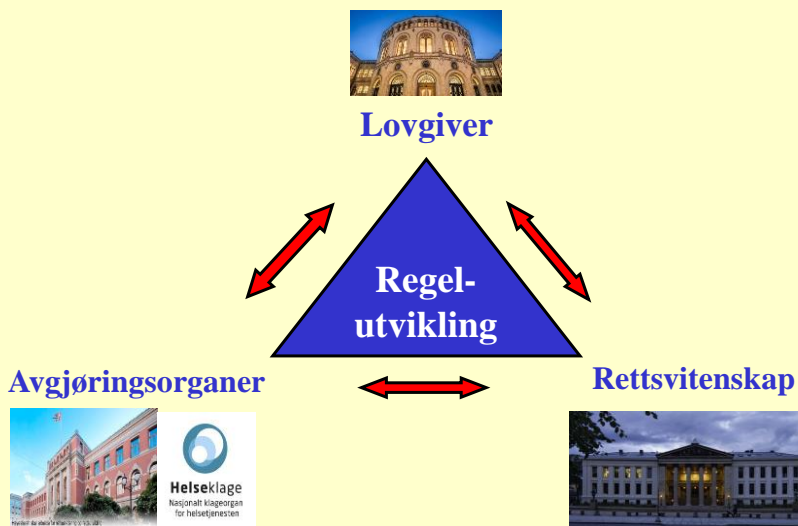 Lovgiver
Regel-
utvikling
Avgjøringsorganer
Rettsvitenskap
Helseklage
Nasjonalt klageorgan
for helsetjenesten